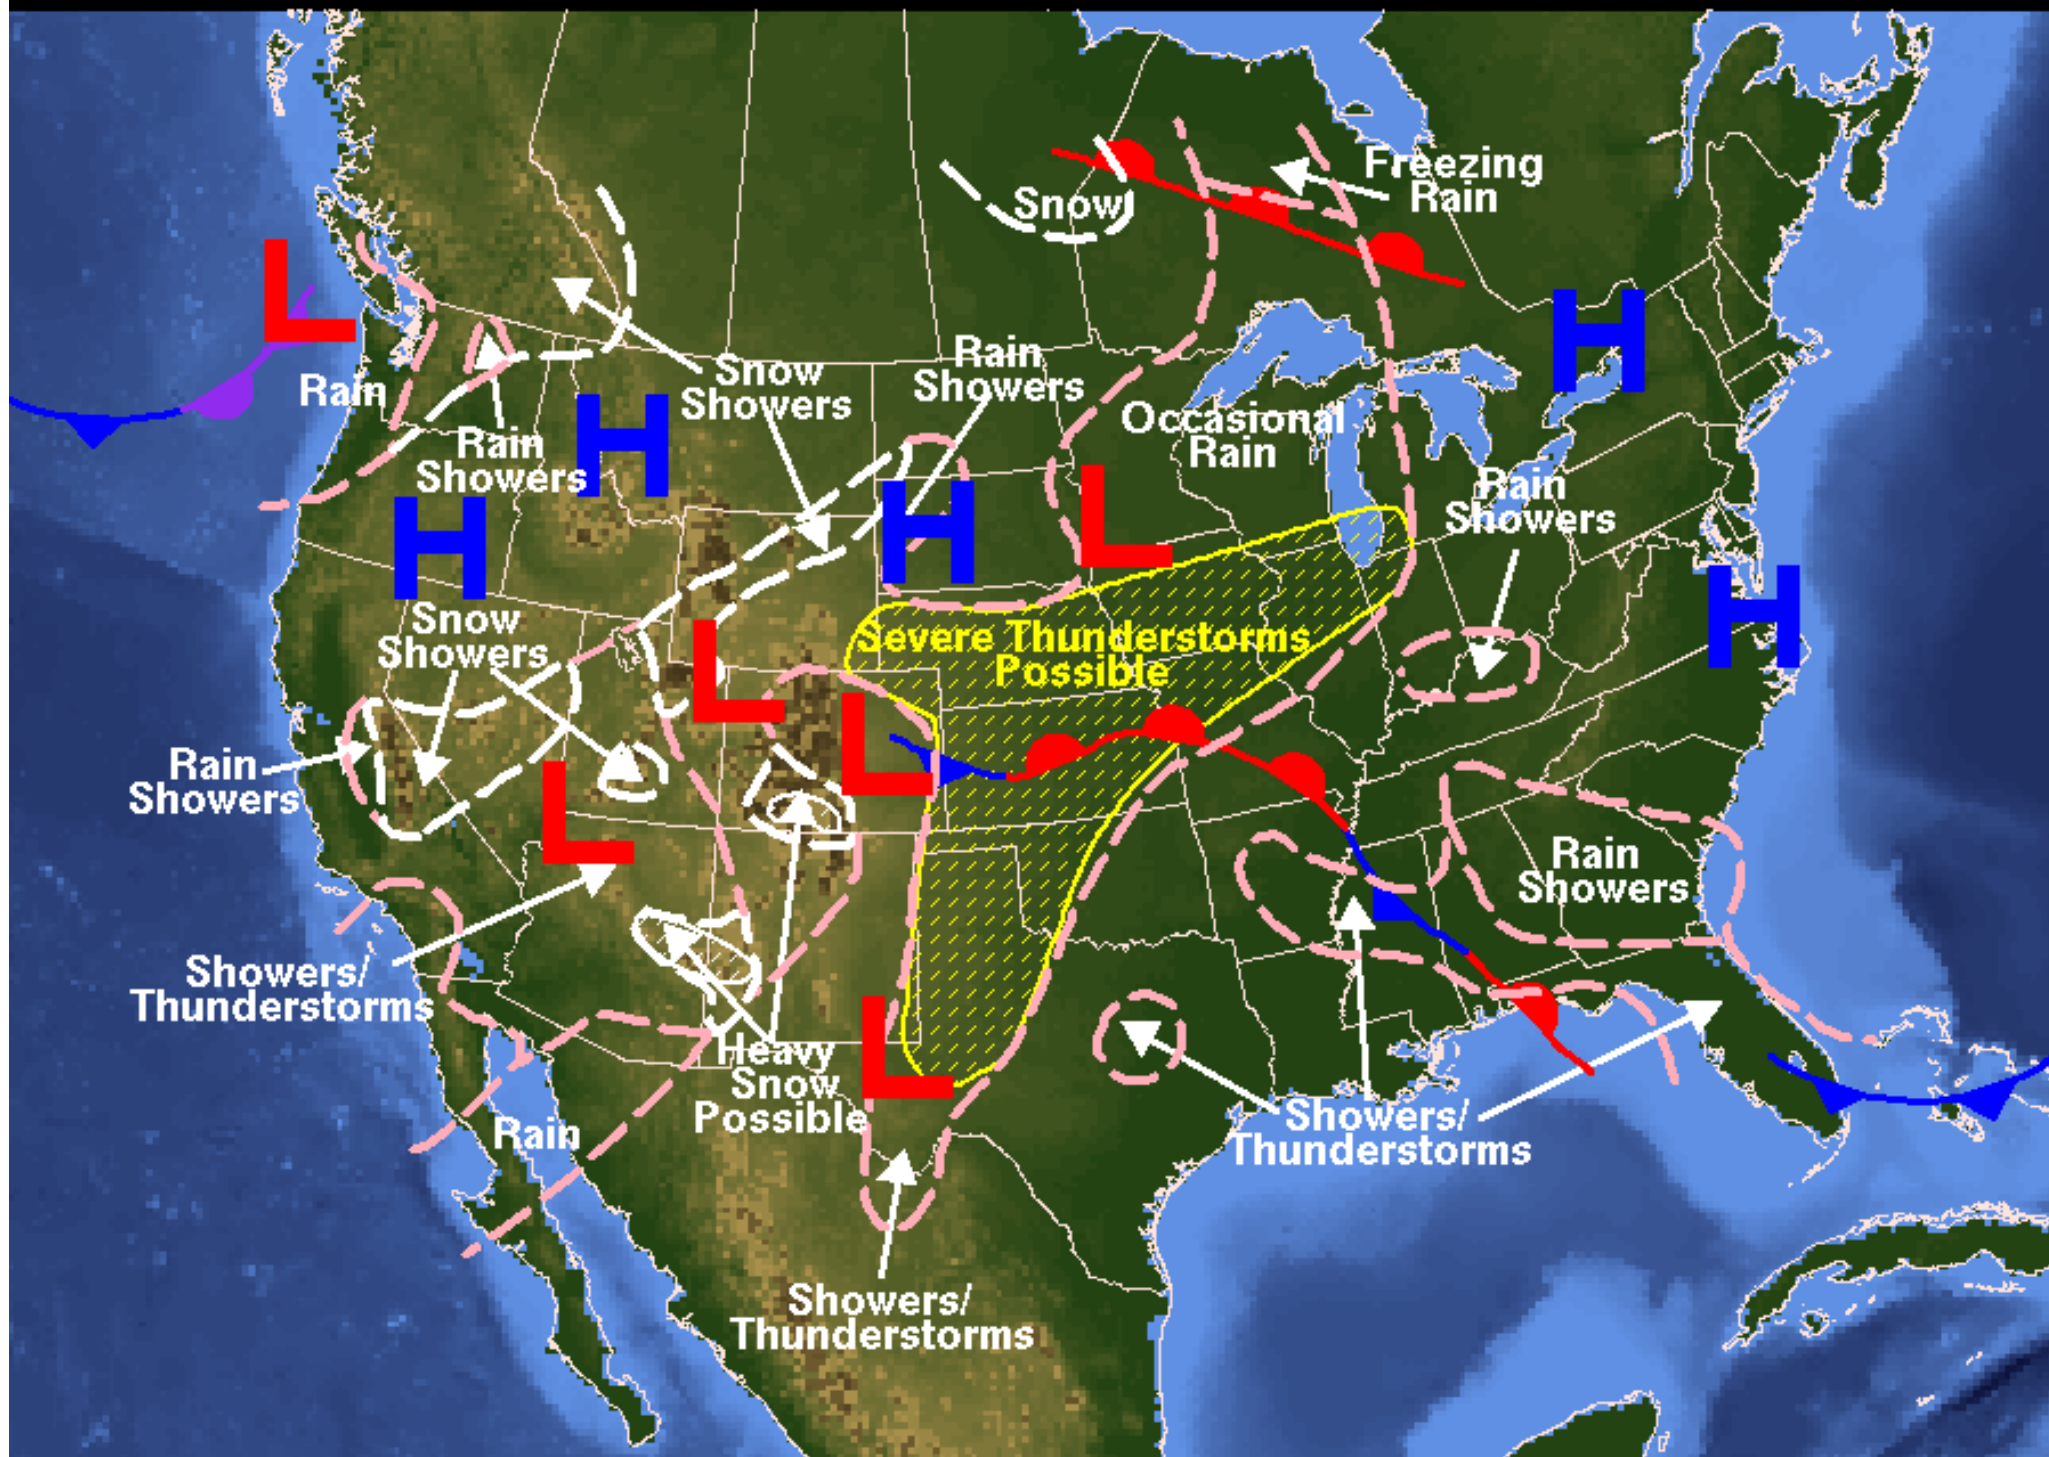 Freezing
Rain
Snow
L
H
Rain
Snow
Showers
Rain
Showers
H
Occasional
Rain
Rain
Showers
H
H
L
Rain
Showers
H
Snow
Showers
Severe Thunderstorms
Possible
L
L
Rain
Showers
L
Rain
Showers
Showers/
Thunderstorms
Heavy
Snow
Possible
L
Rain
Showers/
Thunderstorms
Showers/
Thunderstorms